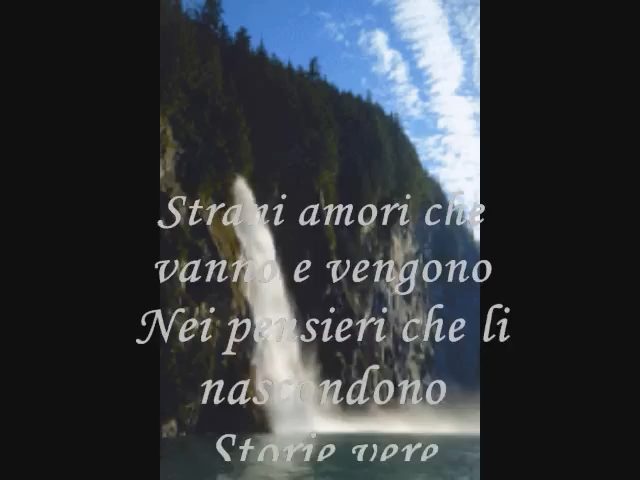 Strani amori che
vanno e vengono
Nei pensieri che li
nascondono
Storie vere